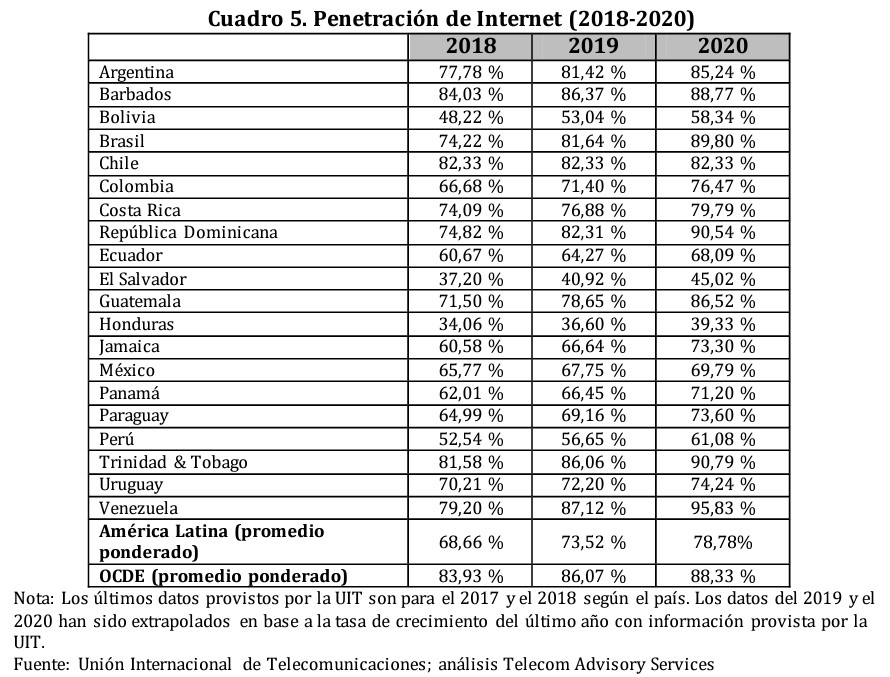 Cuadro 5. Penetración de Internet (2018-2020)
2018 2019 2020
Argentina 77,78 % 81,42 % 85,24 %
Barbados 84,03 % 86,37 % 88,77 %
Bolivia 48,22 % 53,04 % 58,34 %
Brasil 74,22 % 81,64 % 89,80 %
Chile 82,33 % 82,33 % 82,33 %
Colombia 66,68 % 71,40 % 76,47 %
Costa Rica 74,09 % 76,88 % 79,79 %
República Dominicana 74,82 % 82,31 % 90,54 %
Ecuador 60,67 % 64,27 % 68,09 %
El Salvador 37,20 % 40,92 % 45,02 %
Guatemala 71,50 % 78,65 % 86,52 %
Honduras 34,06 % 36,60 % 39,33 %
Jamaica 60,58 % 66,64 % 73,30 %
México 65,77 % 67,75 % 69,79 %
Panamá 62,01 % 66,45 % 71,20 %
Paraguay 64,99 % 69,16 % 73,60 %
Perú 52,54 % 56,65 % 61,08 %
Trinidad & Tobago 81,58 % 86,06 % 90,79 %
Uruguay 70,21 % 72,20 % 74,24 %
Venezuela 79,20 % 87,12 % 95,83 %
América Latina (promedio
ponderado) 68,66 % 73,52 % 78,78%
OCDE (promedio ponderado) 83,93 % 86,07 % 88,33 %
Nota: Los últimos datos provistos por la UIT son para el 2017 y el 2018 según el país. Los datos del 2019 y el
2020 han sido extrapolados en base a la tasa de crecimiento del último año con información provista por la
UIT.
Fuente: Unión Internacional de Telecomunicaciones; análisis Telecom Advisory Services